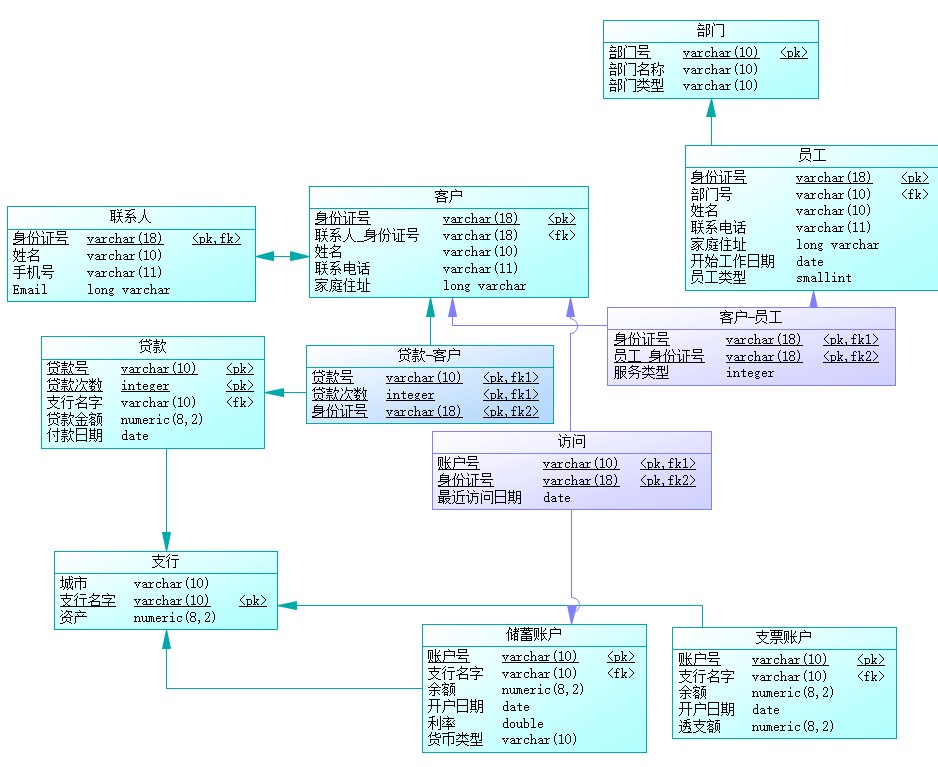 部门
部门号 varchar(10) <pk>
部门名称 varchar(10)
部门类型 varchar(10)
员工
身份证号 varchar(18) <pk>
部门号 varchar(10) <fk>
姓名 varchar(10)
联系电话 varchar(11)
家庭住址 long varchar
开始工作日期 date
员工类型 smallint
客户
身份证号 varchar(18) <pk>
联系人_身份证号 varchar(18) <fk>
姓名 varchar(10)
联系电话 varchar(11)
家庭住址 long varchar
联系人
身份证号 varchar(18) <pk,fk>
姓名 varchar(10)
手机号 varchar(11)
Email long varchar
客户-员工
身份证号 varchar(18) <pk,fk1>
员工_身份证号 varchar(18) <pk,fk2>
服务类型 integer
贷款
贷款号 varchar(10) <pk>
贷款次数 integer <pk>
支行名字 varchar(10) <fk>
贷款金额 numeric(8,2)
付款日期 date
贷款-客户
贷款号 varchar(10) <pk,fk1>
贷款次数 integer <pk,fk1>
身份证号 varchar(18) <pk,fk2>
访问
账户号 varchar(10) <pk,fk1>
身份证号 varchar(18) <pk,fk2>
最近访问日期 date
支行
城市 varchar(10)
支行名字 varchar(10) <pk>
资产 numeric(8,2)
储蓄账户
账户号 varchar(10) <pk>
支行名字 varchar(10) <fk>
余额 numeric(8,2)
开户日期 date
利率 double
货币类型 varchar(10)
支票账户
账户号 varchar(10) <pk>
支行名字 varchar(10) <fk>
余额 numeric(8,2)
开户日期 date
透支额 numeric(8,2)